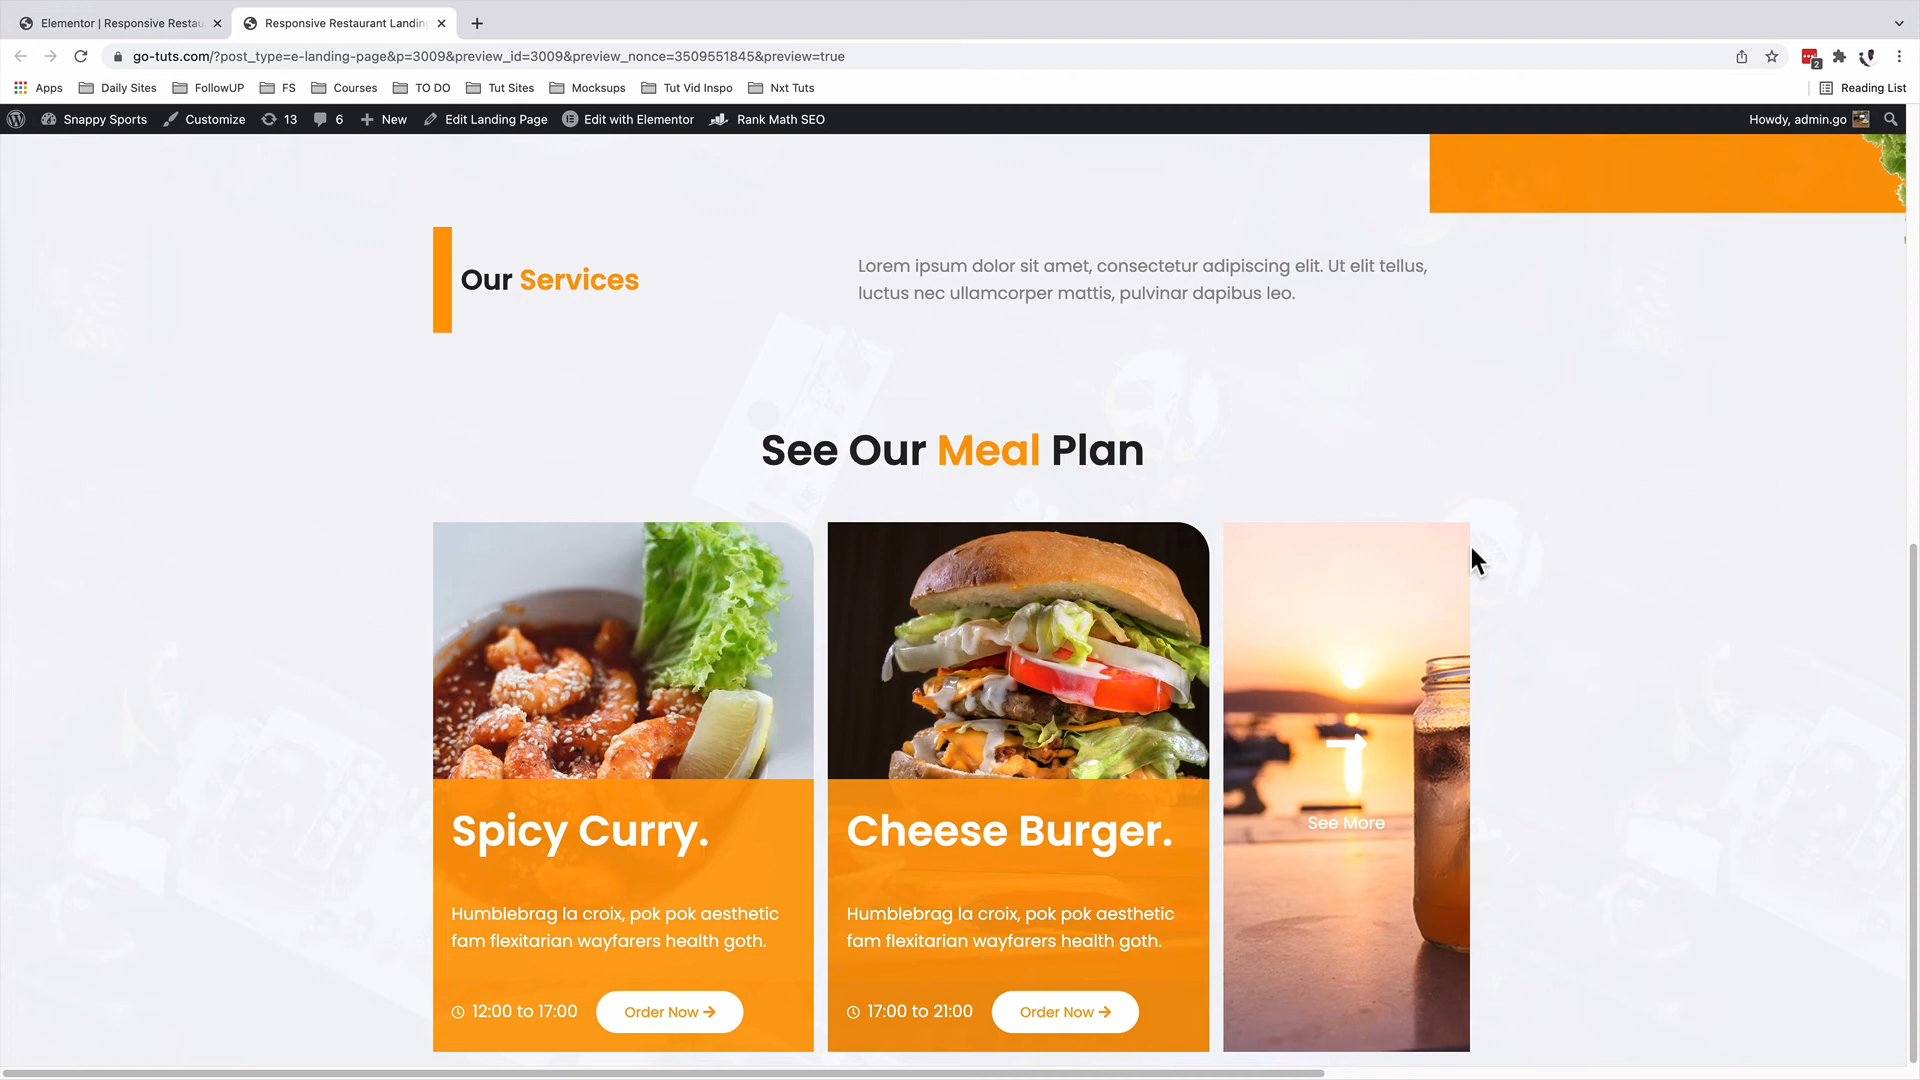 Elementor | Responsive Restau
Responsive Restaurant Landing
go-tuts.com/?post_type=e-landing-page&p=3009&preview_id=3009&preview_nonce=3509551845&preview=true
2
Apps Daily Sites FollowUP FS Courses TO DO Tut Sites Mocksups Tut Vid Inspo Nxt Tuts Reading List
Snappy Sports Customize 13 6 New Edit Landing Page Edit with Elementor Rank Math SEO Howdy, admin.go
Our Services
Lorem ipsum dolor sit amet, consectetur adipiscing elit. Ut elit tellus,
luctus nec ullamcorper mattis, pulvinar dapibus leo.
See Our Meal Plan
Spicy Curry.
Humblebrag la croix, pok pok aesthetic
fam flexitarian wayfarers health goth.
12:00 to 17:00 Order Now
Cheese Burger.
Humblebrag la croix, pok pok aesthetic
fam flexitarian wayfarers health goth.
17:00 to 21:00 Order Now
See More